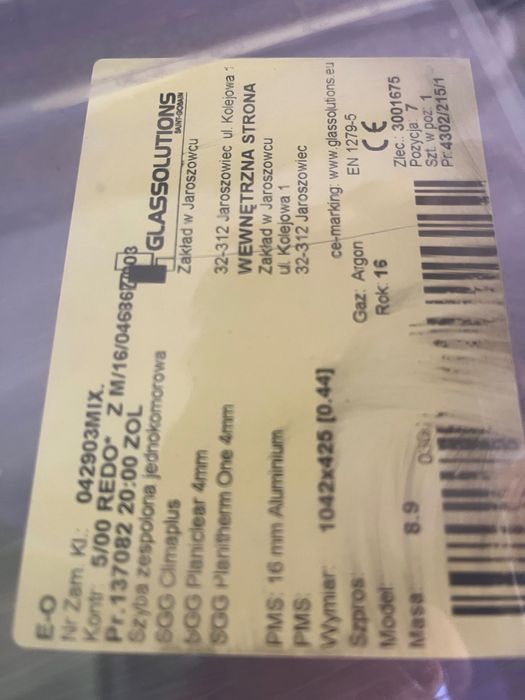 E-O
Nr Zam. Kl.: 042903MIX.
Kontr 5/00 REDO*
Pr.137082 20:00 ZOL
Szyba zespolona jednokomorowa
SGG Climaplus
SGG Planiclear 4mm
SGG Planitherm One 4mm
PMS: 16 mm Aluminium
PMS:
Wymiar: 1042x425 [0.44]
Szpros:
Model:
Masa: 8.9
GLASSOLUTIONS
SAINT-GOBAIN
Zakład w Jaroszowcu
32-312 Jaroszowiec ul. Kolejowa 1
WEWNĘTRZNA STRONA
Zakład w Jaroszowcu
ul. Kolejowa 1
32-312 Jaroszowiec
ce-marking: www.glassolutions.eu
Gaz: Argon EN 1279-5
Rok: 16 CE
Zlec.: 3001675
Pozycja: 7
Szt. w poz: 1
Pr.4302/215/1